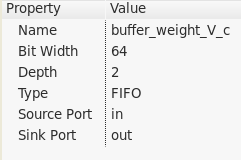 Property Value
Name buffer_weight_V_c
Bit Width 64
Depth 2
Type FIFO
Source Port in
Sink Port out